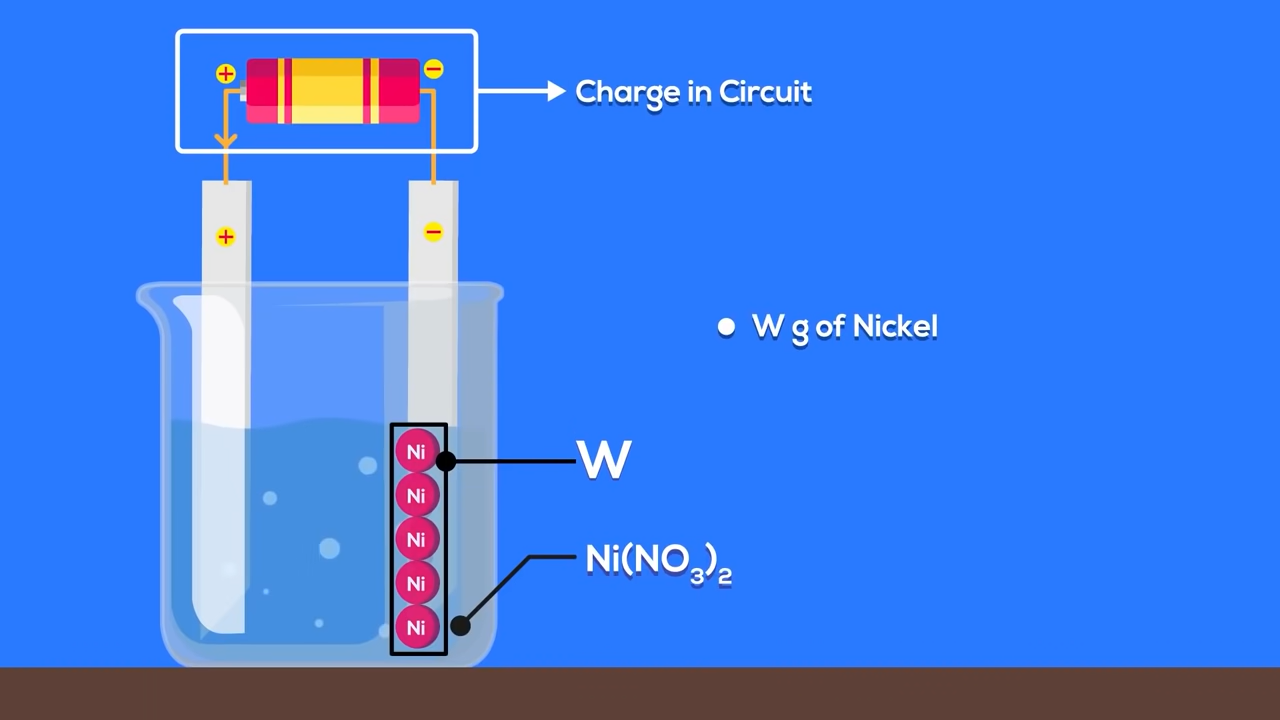 +
−
Charge in Circuit
+
−
W g of Nickel
Ni
W
Ni
Ni
Ni(NO₃)₂
Ni
Ni